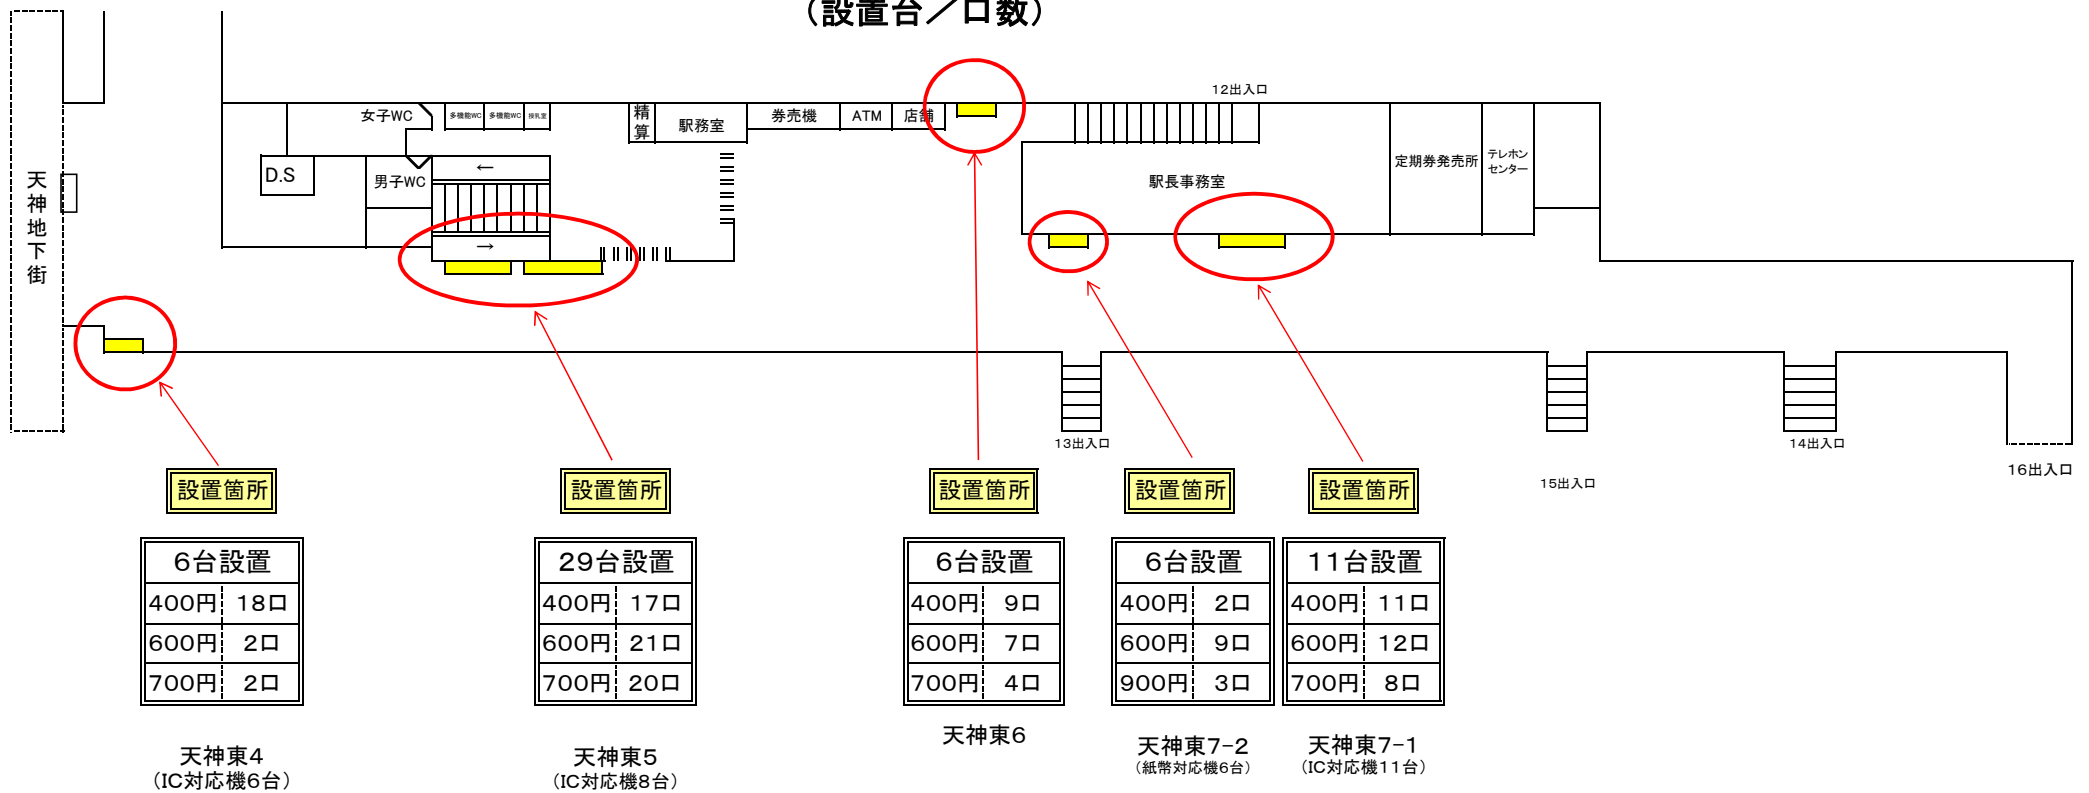 （設置台／口数）
12出入口
女子WC
多機能WC
多機能WC
授乳室
精算
駅務室
券売機
ATM
店舗
天神地下街
D.S
男子WC
←
→
駅長事務室
定期券発売所
テレホン
センター
13出入口
14出入口
15出入口
16出入口
設置箇所
設置箇所
設置箇所
設置箇所
設置箇所
6台設置
400円 18口
600円 2口
700円 2口
天神東4
（IC対応機6台）
29台設置
400円 17口
600円 21口
700円 20口
天神東5
（IC対応機8台）
6台設置
400円 9口
600円 7口
700円 4口
天神東6
6台設置
400円 2口
600円 9口
900円 3口
天神東7-2
（紙幣対応機6台）
11台設置
400円 11口
600円 12口
700円 8口
天神東7-1
（IC対応機11台）